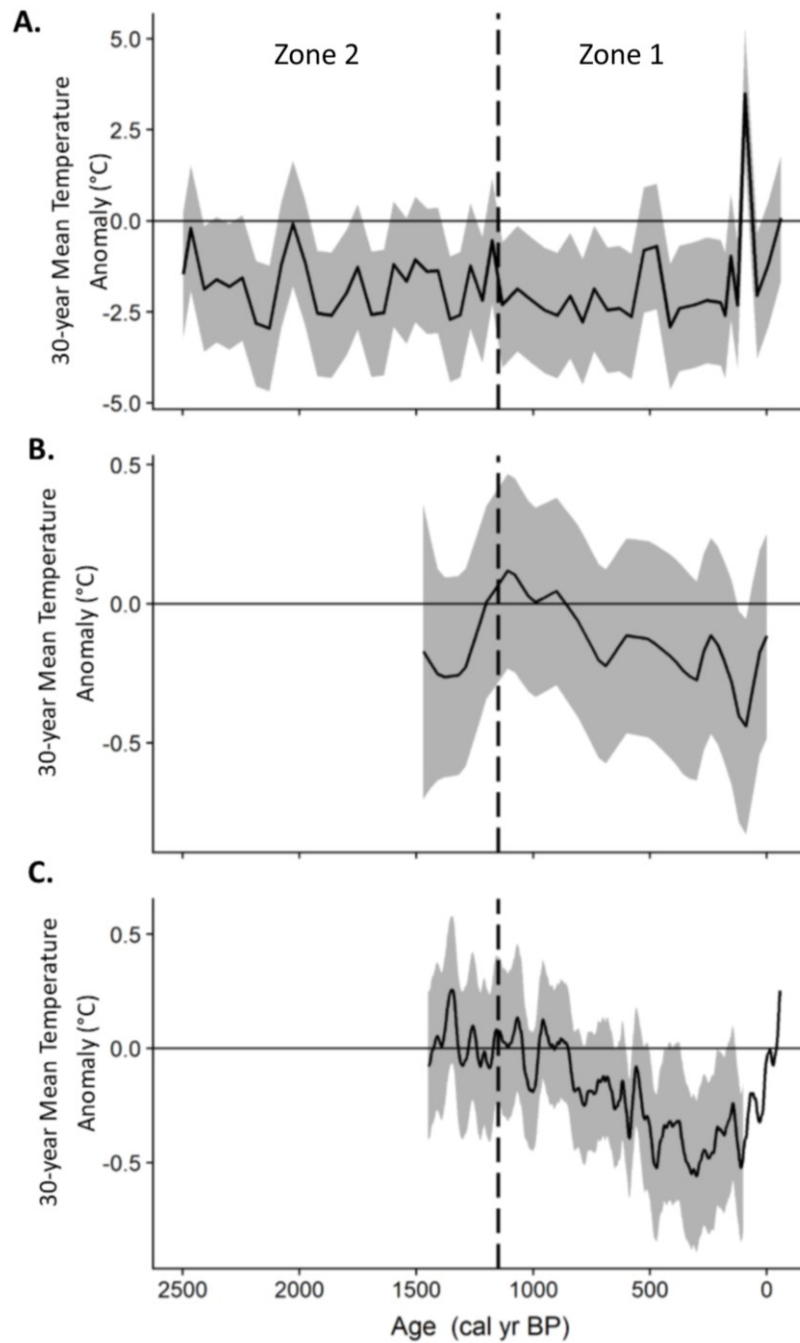 A.
Zone 2
Zone 1
30-year Mean Temperature
Anomaly (°C)
5.0
2.5
0.0
-2.5
-5.0
B.
30-year Mean Temperature
Anomaly (°C)
0.5
0.0
-0.5
C.
30-year Mean Temperature
Anomaly (°C)
0.5
0.0
-0.5
2500 2000 1500 1000 500 0
Age (cal yr BP)